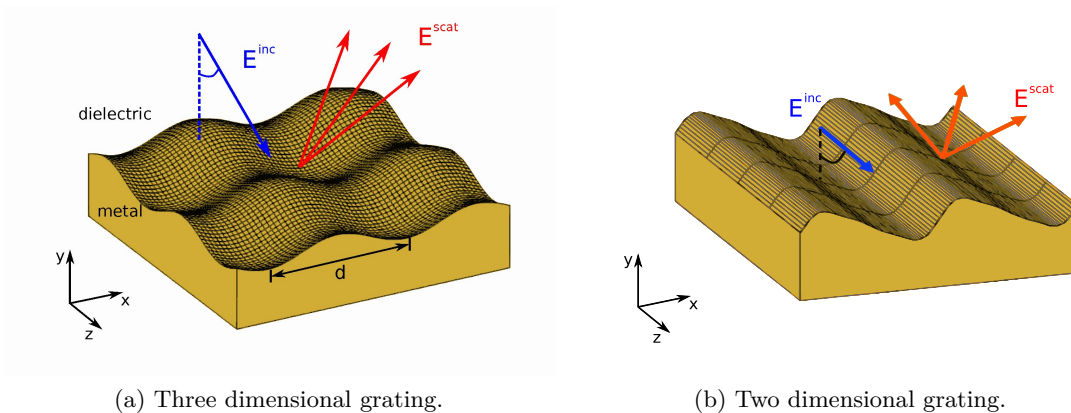 E^inc
E^scat
dielectric
metal
d
y
x
z
(a) Three dimensional grating.
E^inc
E^scat
y
x
z
(b) Two dimensional grating.